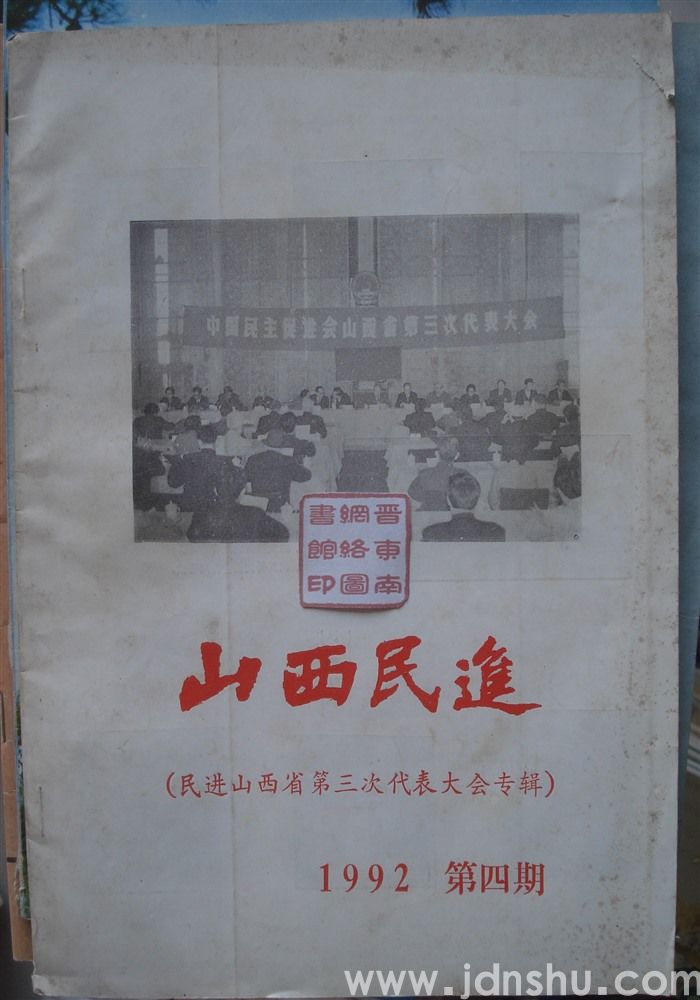 中国民主促進会山西省第三次代表大会
晋東南
網絡圖
書館印
山西民進
(民进山西省第三次代表大会专辑)
1992 第四期
www.jdnshu.com